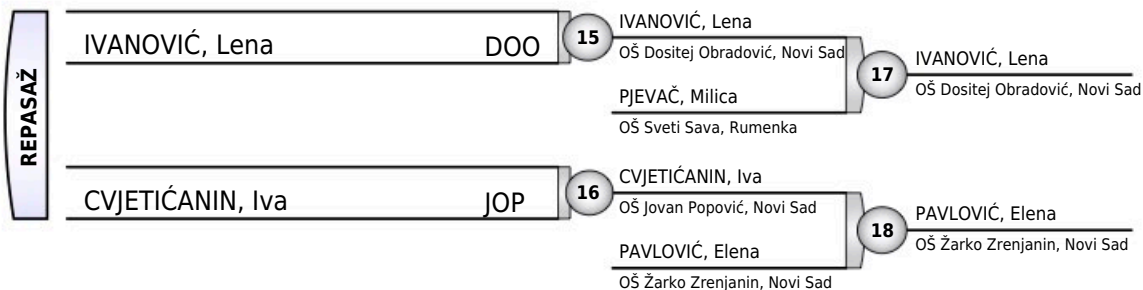 REPASAŽ
IVANOVIĆ, Lena DOO
15
IVANOVIĆ, Lena
OŠ Dositej Obradović, Novi Sad
PJEVAČ, Milica
OŠ Sveti Sava, Rumenka
17
IVANOVIĆ, Lena
OŠ Dositej Obradović, Novi Sad
CVJETIĆANIN, Iva JOP
16
CVJETIĆANIN, Iva
OŠ Jovan Popović, Novi Sad
PAVLOVIĆ, Elena
OŠ Žarko Zrenjanin, Novi Sad
18
PAVLOVIĆ, Elena
OŠ Žarko Zrenjanin, Novi Sad